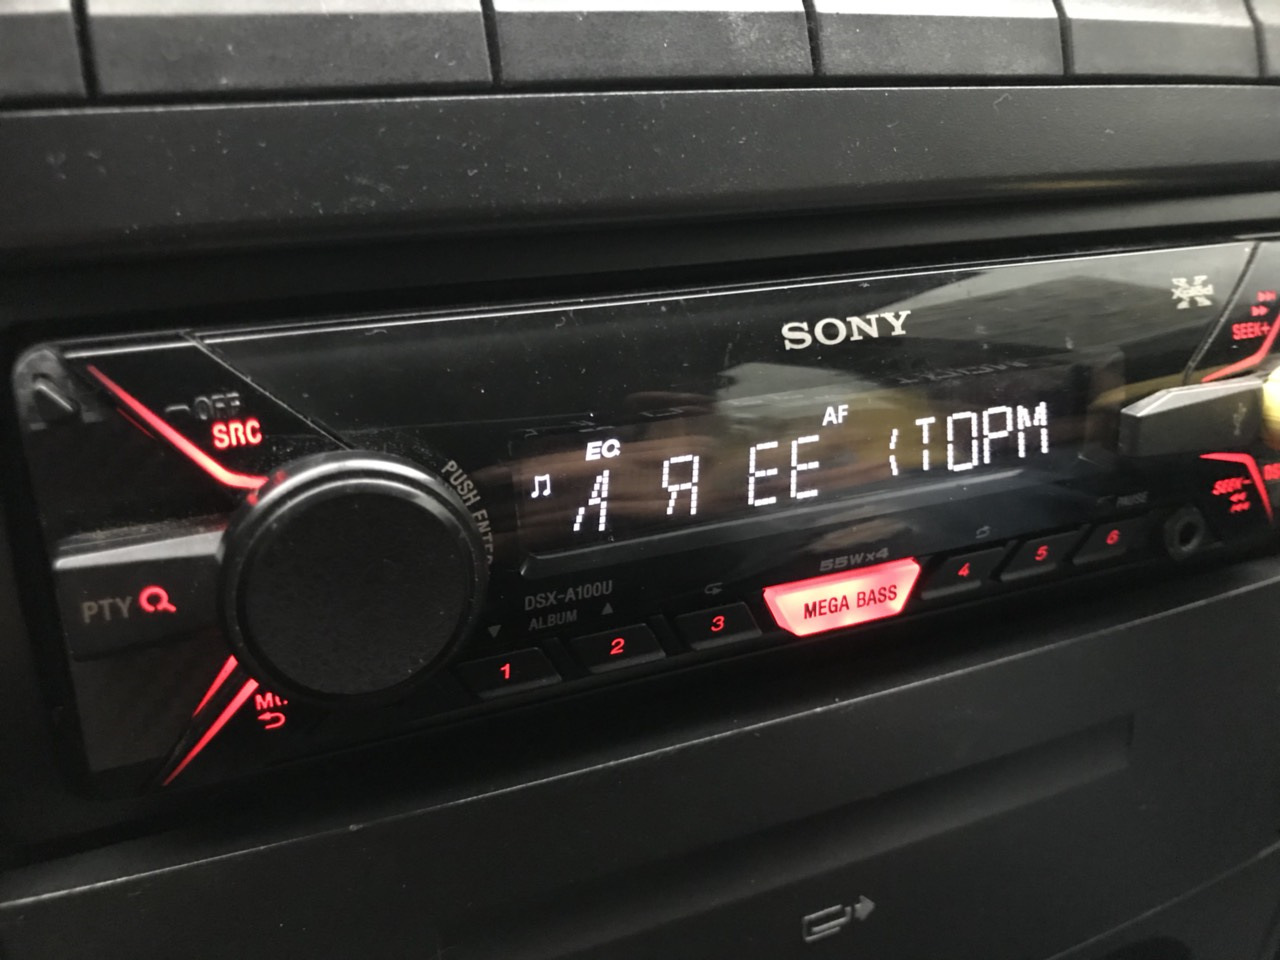 SONY
OFF
SRC
SEEK+
AF
EQ
А Я ЕЕ (ТОРМ
PUSH ENTER
SEEK-
PAUSE
PTY
55W×4
DSX-A100U
ALBUM
MEGA BASS
1 2 3 4 5 6